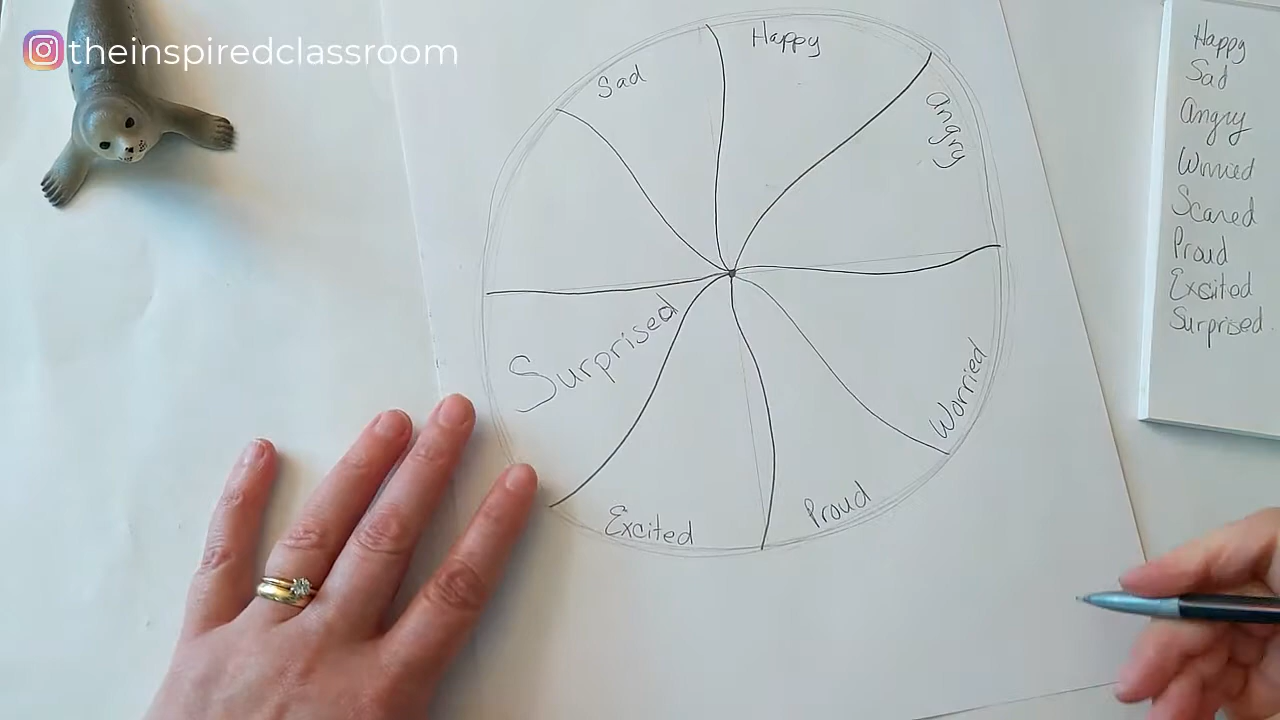 theinspiredclassroom
Happy
Sad
Angry
Worried
Proud
Excited
Surprised
Happy
Sad
Angry
Worried
Scared
Proud
Excited
Surprised.